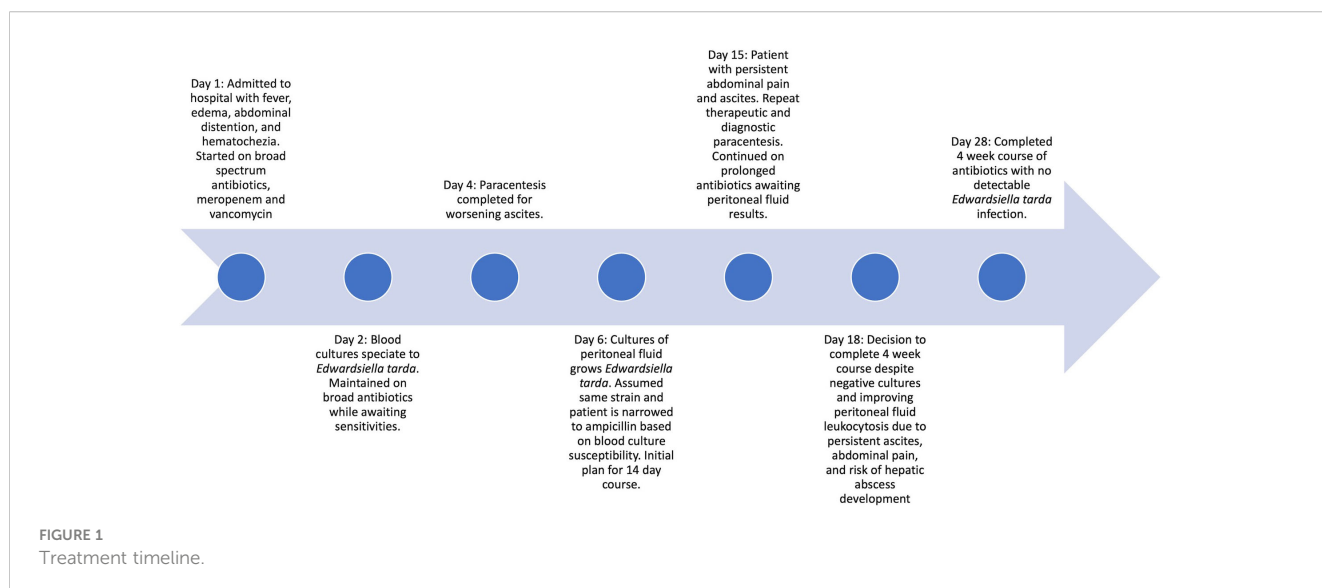 Day 1: Admitted to
hospital with fever,
edema, abdominal
distention, and
hematochezia.
Started on broad
spectrum
antibiotics,
meropenem and
vancomycin
Day 2: Blood
cultures speciate to
Edwardsiella tarda.
Maintained on
broad antibiotics
while awaiting
sensitivities.
Day 4: Paracentesis
completed for
worsening ascites.
Day 6: Cultures of
peritoneal fluid
grows Edwardsiella
tarda. Assumed
same strain and
patient is narrowed
to ampicillin based
on blood culture
susceptibility. Initial
plan for 14 day
course.
Day 15: Patient
with persistent
abdominal pain
and ascites. Repeat
therapeutic and
diagnostic
paracentesis.
Continued on
prolonged
antibiotics awaiting
peritoneal fluid
results.
Day 18: Decision to
complete 4 week
course despite
negative cultures
and improving
peritoneal fluid
leukocytosis due to
persistent ascites,
abdominal pain,
and risk of hepatic
abscess
development
Day 28: Completed
4 week course of
antibiotics with no
detectable
Edwardsiella tarda
infection.
FIGURE 1
Treatment timeline.